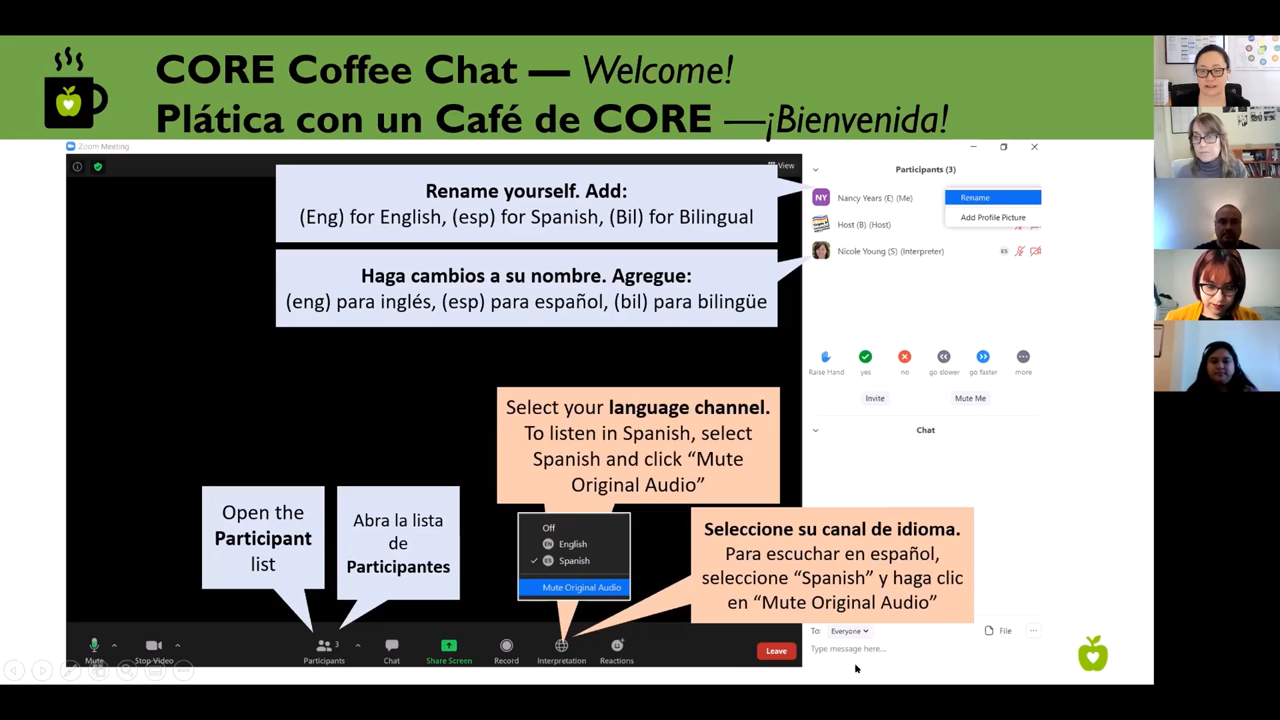 CORE Coffee Chat — Welcome!
Plática con un Café de CORE —¡Bienvenida!
Zoom Meeting
View
Rename yourself. Add:
(Eng) for English, (esp) for Spanish, (Bil) for Bilingual
Haga cambios a su nombre. Agregue:
(eng) para inglés, (esp) para español, (bil) para bilingüe
Participants (3)
NY Nancy Years (E) (Me)
Rename
Add Profile Picture
Host (B) (Host)
Nicole Young (S) (Interpreter)
ES
Raise Hand yes no go slower go faster more
Invite Mute Me
Chat
Select your language channel.
To listen in Spanish, select
Spanish and click “Mute
Original Audio”
Open the
Participant
list
Abra la lista
de
Participantes
Off
EN English
ES Spanish
Mute Original Audio
Seleccione su canal de idioma.
Para escuchar en español,
seleccione “Spanish” y haga clic
en “Mute Original Audio”
Mute Stop Video Participants 3 Chat Share Screen Record Interpretation Reactions Leave
To: Everyone File
Type message here...